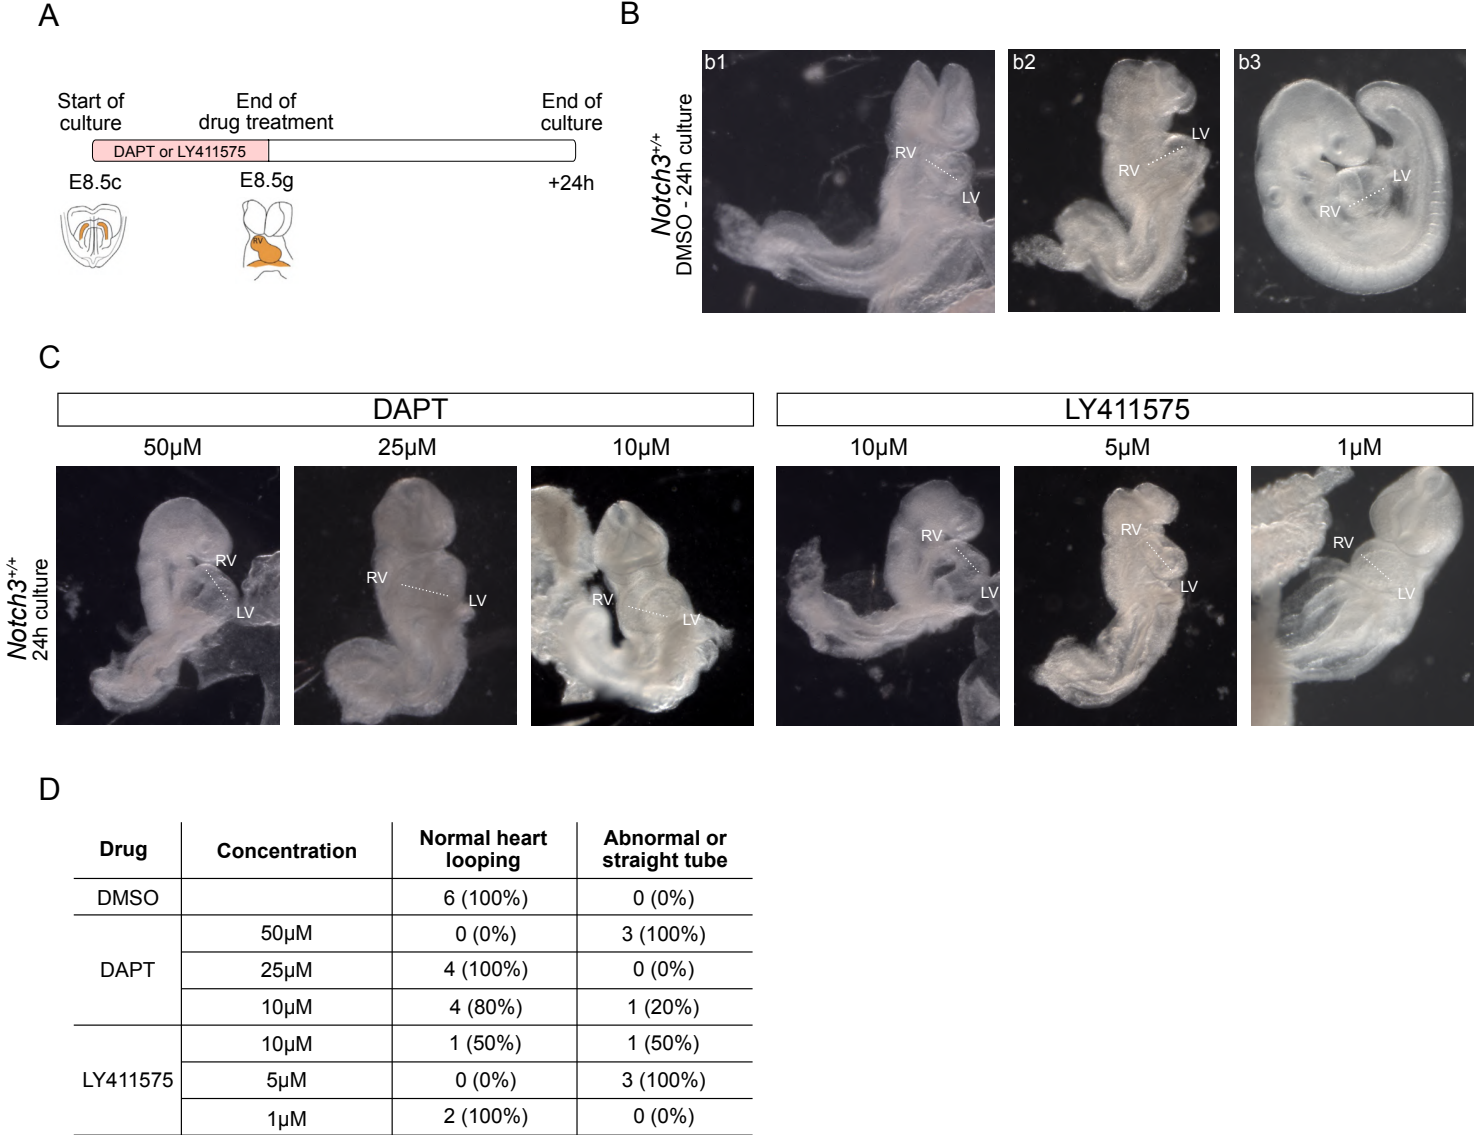 A
Start of
culture
End of
drug treatment
End of
culture
DAPT or LY411575
E8.5c
E8.5g
+24h
RV
B
Notch3+/+
DMSO - 24h culture
b1
RV
LV
b2
RV
LV
b3
RV
LV
C
DAPT
LY411575
50µM
25µM
10µM
10µM
5µM
1µM
Notch3+/+
24h culture
RV
LV
RV
LV
RV
LV
RV
LV
RV
LV
RV
LV
D
Drug
Concentration
Normal heart
looping
Abnormal or
straight tube
DMSO
6 (100%)
0 (0%)
DAPT
50µM
0 (0%)
3 (100%)
25µM
4 (100%)
0 (0%)
10µM
4 (80%)
1 (20%)
LY411575
10µM
1 (50%)
1 (50%)
5µM
0 (0%)
3 (100%)
1µM
2 (100%)
0 (0%)